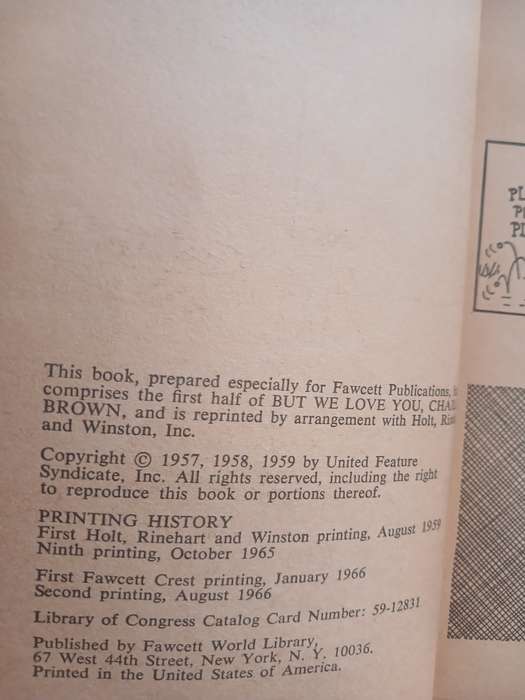 This book, prepared especially for Fawcett Publications,
comprises the first half of BUT WE LOVE YOU,
BROWN, and is reprinted by arrangement with Holt,
and Winston, Inc.
Copyright © 1957, 1958, 1959 by United Feature
Syndicate, Inc. All rights reserved, including the right
to reproduce this book or portions thereof.
PRINTING HISTORY
First Holt, Rinehart and Winston printing, August 1959
Ninth printing, October 1965
First Fawcett Crest printing, January 1966
Second printing, August 1966
Library of Congress Catalog Card Number: 59-12831
Published by Fawcett World Library,
67 West 44th Street, New York, N. Y. 10036.
Printed in the United States of America.